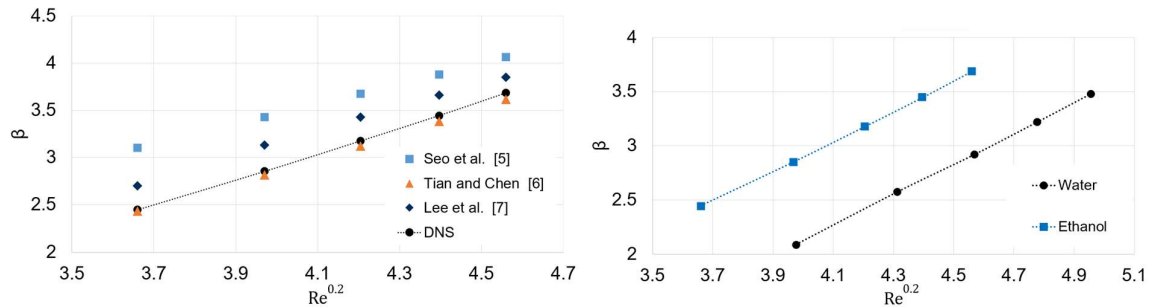 4.5
4
3.5
3
2.5
2
β
3.5 3.7 3.9 4.1 4.3 4.5 4.7
Re^0.2
Seo et al. [5]
Tian and Chen [6]
Lee et al. [7]
DNS
4
3.5
3
2.5
2
β
3.5 3.7 3.9 4.1 4.3 4.5 4.7 4.9 5.1
Re^0.2
Water
Ethanol